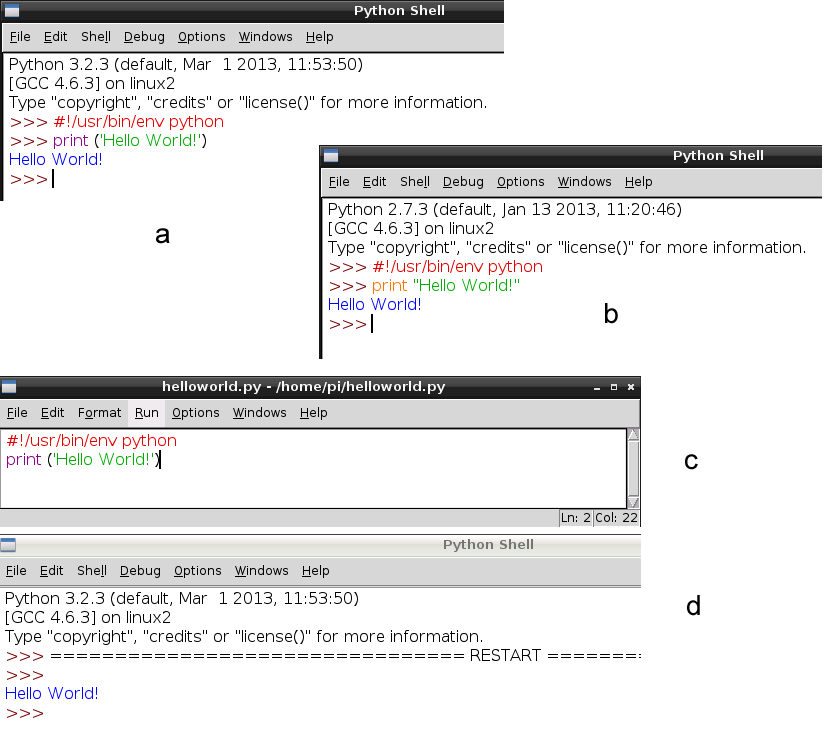 Python Shell
File Edit Shell Debug Options Windows Help
Python 3.2.3 (default, Mar  1 2013, 11:53:50)
[GCC 4.6.3] on linux2
Type "copyright", "credits" or "license()" for more information.
>>> #!/usr/bin/env python
>>> print ('Hello World!')
Hello World!
>>>
a
Python Shell
File Edit Shell Debug Options Windows Help
Python 2.7.3 (default, Jan 13 2013, 11:20:46)
[GCC 4.6.3] on linux2
Type "copyright", "credits" or "license()" for more information.
>>> #!/usr/bin/env python
>>> print "Hello World!"
Hello World!
>>>
b
helloworld.py - /home/pi/helloworld.py
File Edit Format Run Options Windows Help
#!/usr/bin/env python
print ('Hello World!')
Ln: 2 Col: 22
c
Python Shell
File Edit Shell Debug Options Windows Help
Python 3.2.3 (default, Mar  1 2013, 11:53:50)
[GCC 4.6.3] on linux2
Type "copyright", "credits" or "license()" for more information.
>>> ================================ RESTART ========
>>>
Hello World!
>>>
d